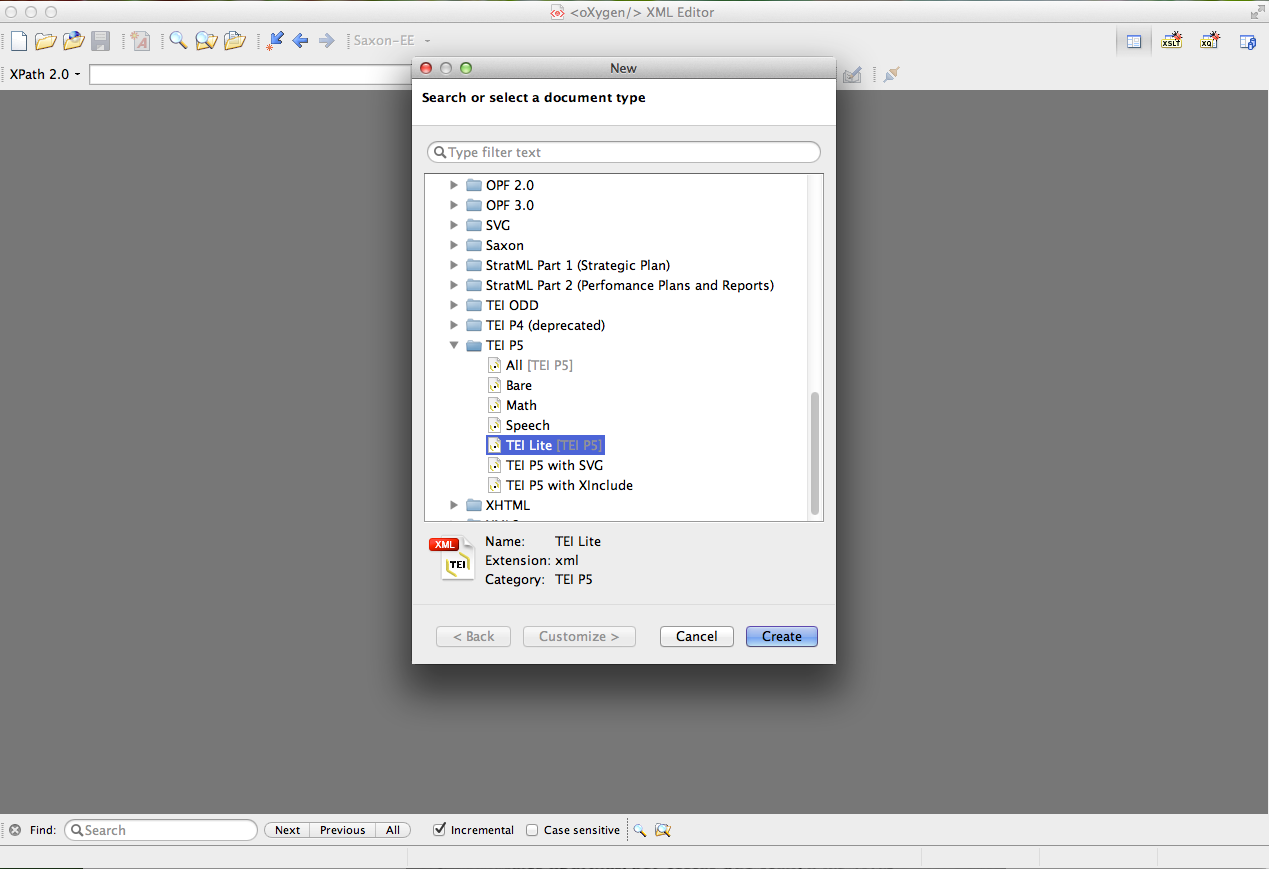 <oXygen/> XML Editor
Saxon-EE
XSLT
XQ
XPath 2.0
New
Search or select a document type
Type filter text
OPF 2.0
OPF 3.0
SVG
Saxon
StratML Part 1 (Strategic Plan)
StratML Part 2 (Perfomance Plans and Reports)
TEI ODD
TEI P4 (deprecated)
TEI P5
All [TEI P5]
Bare
Math
Speech
TEI Lite [TEI P5]
TEI P5 with SVG
TEI P5 with XInclude
XHTML
XML
TEI
Name: TEI Lite
Extension: xml
Category: TEI P5
< Back Customize > Cancel Create
Find: Search Next Previous All Incremental Case sensitive